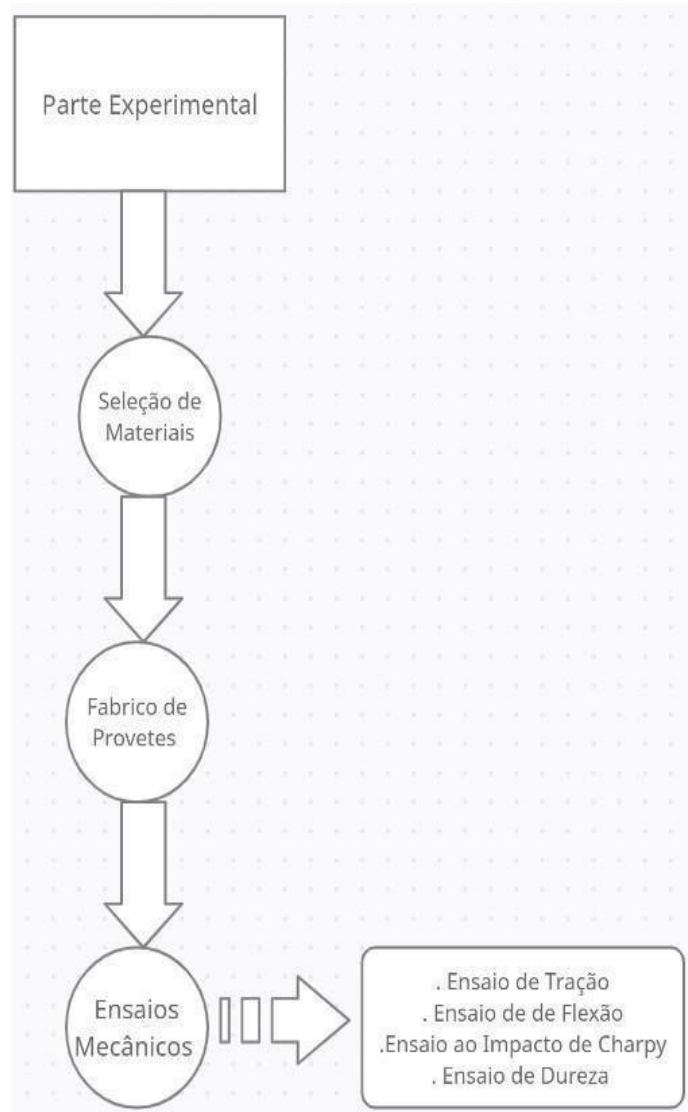 Parte Experimental
Seleção de
Materiais
Fabrico de
Provetes
Ensaios
Mecânicos
. Ensaio de Tração
. Ensaio de de Flexão
.Ensaio ao Impacto de Charpy
. Ensaio de Dureza